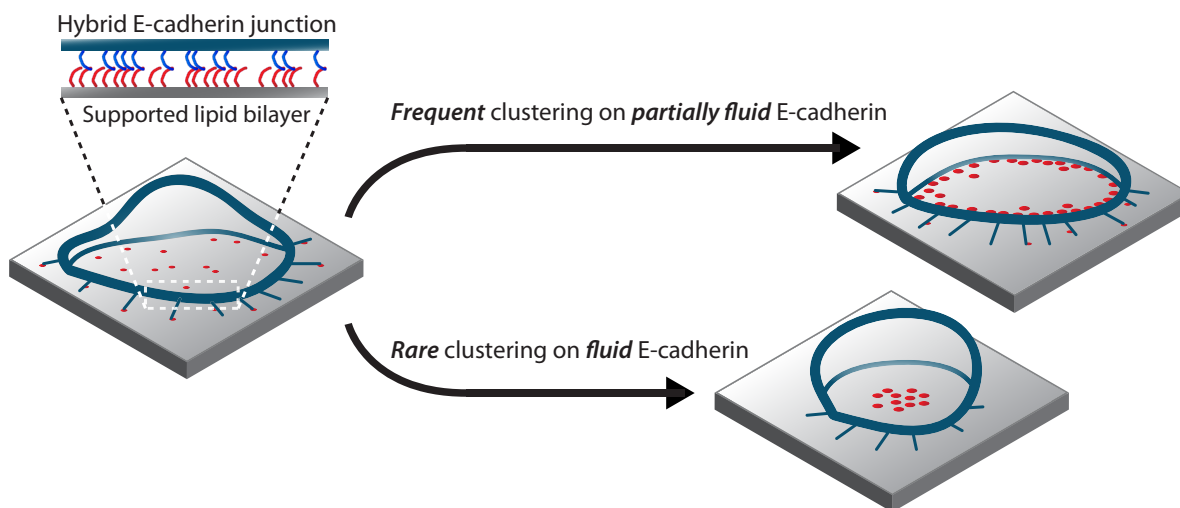 Hybrid E-cadherin junction
Supported lipid bilayer
Frequent clustering on partially fluid E-cadherin
Rare clustering on fluid E-cadherin